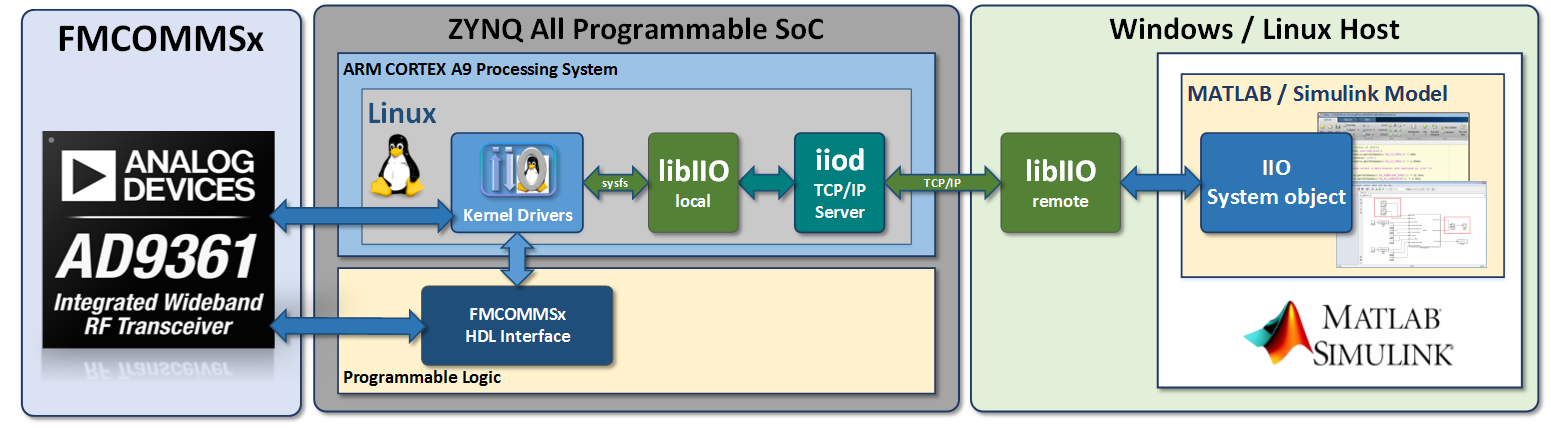 FMCOMMSx
ANALOG
DEVICES
AD9361
Integrated Wideband
RF Transceiver
ZYNQ All Programmable SoC
ARM CORTEX A9 Processing System
Linux
iio
Kernel Drivers
sysfs
libIIO
local
iiod
TCP/IP
Server
TCP/IP
FMCOMMSx
HDL Interface
Programmable Logic
Windows / Linux Host
libIIO
remote
MATLAB / Simulink Model
IIO
System object
MATLAB®
SIMULINK®